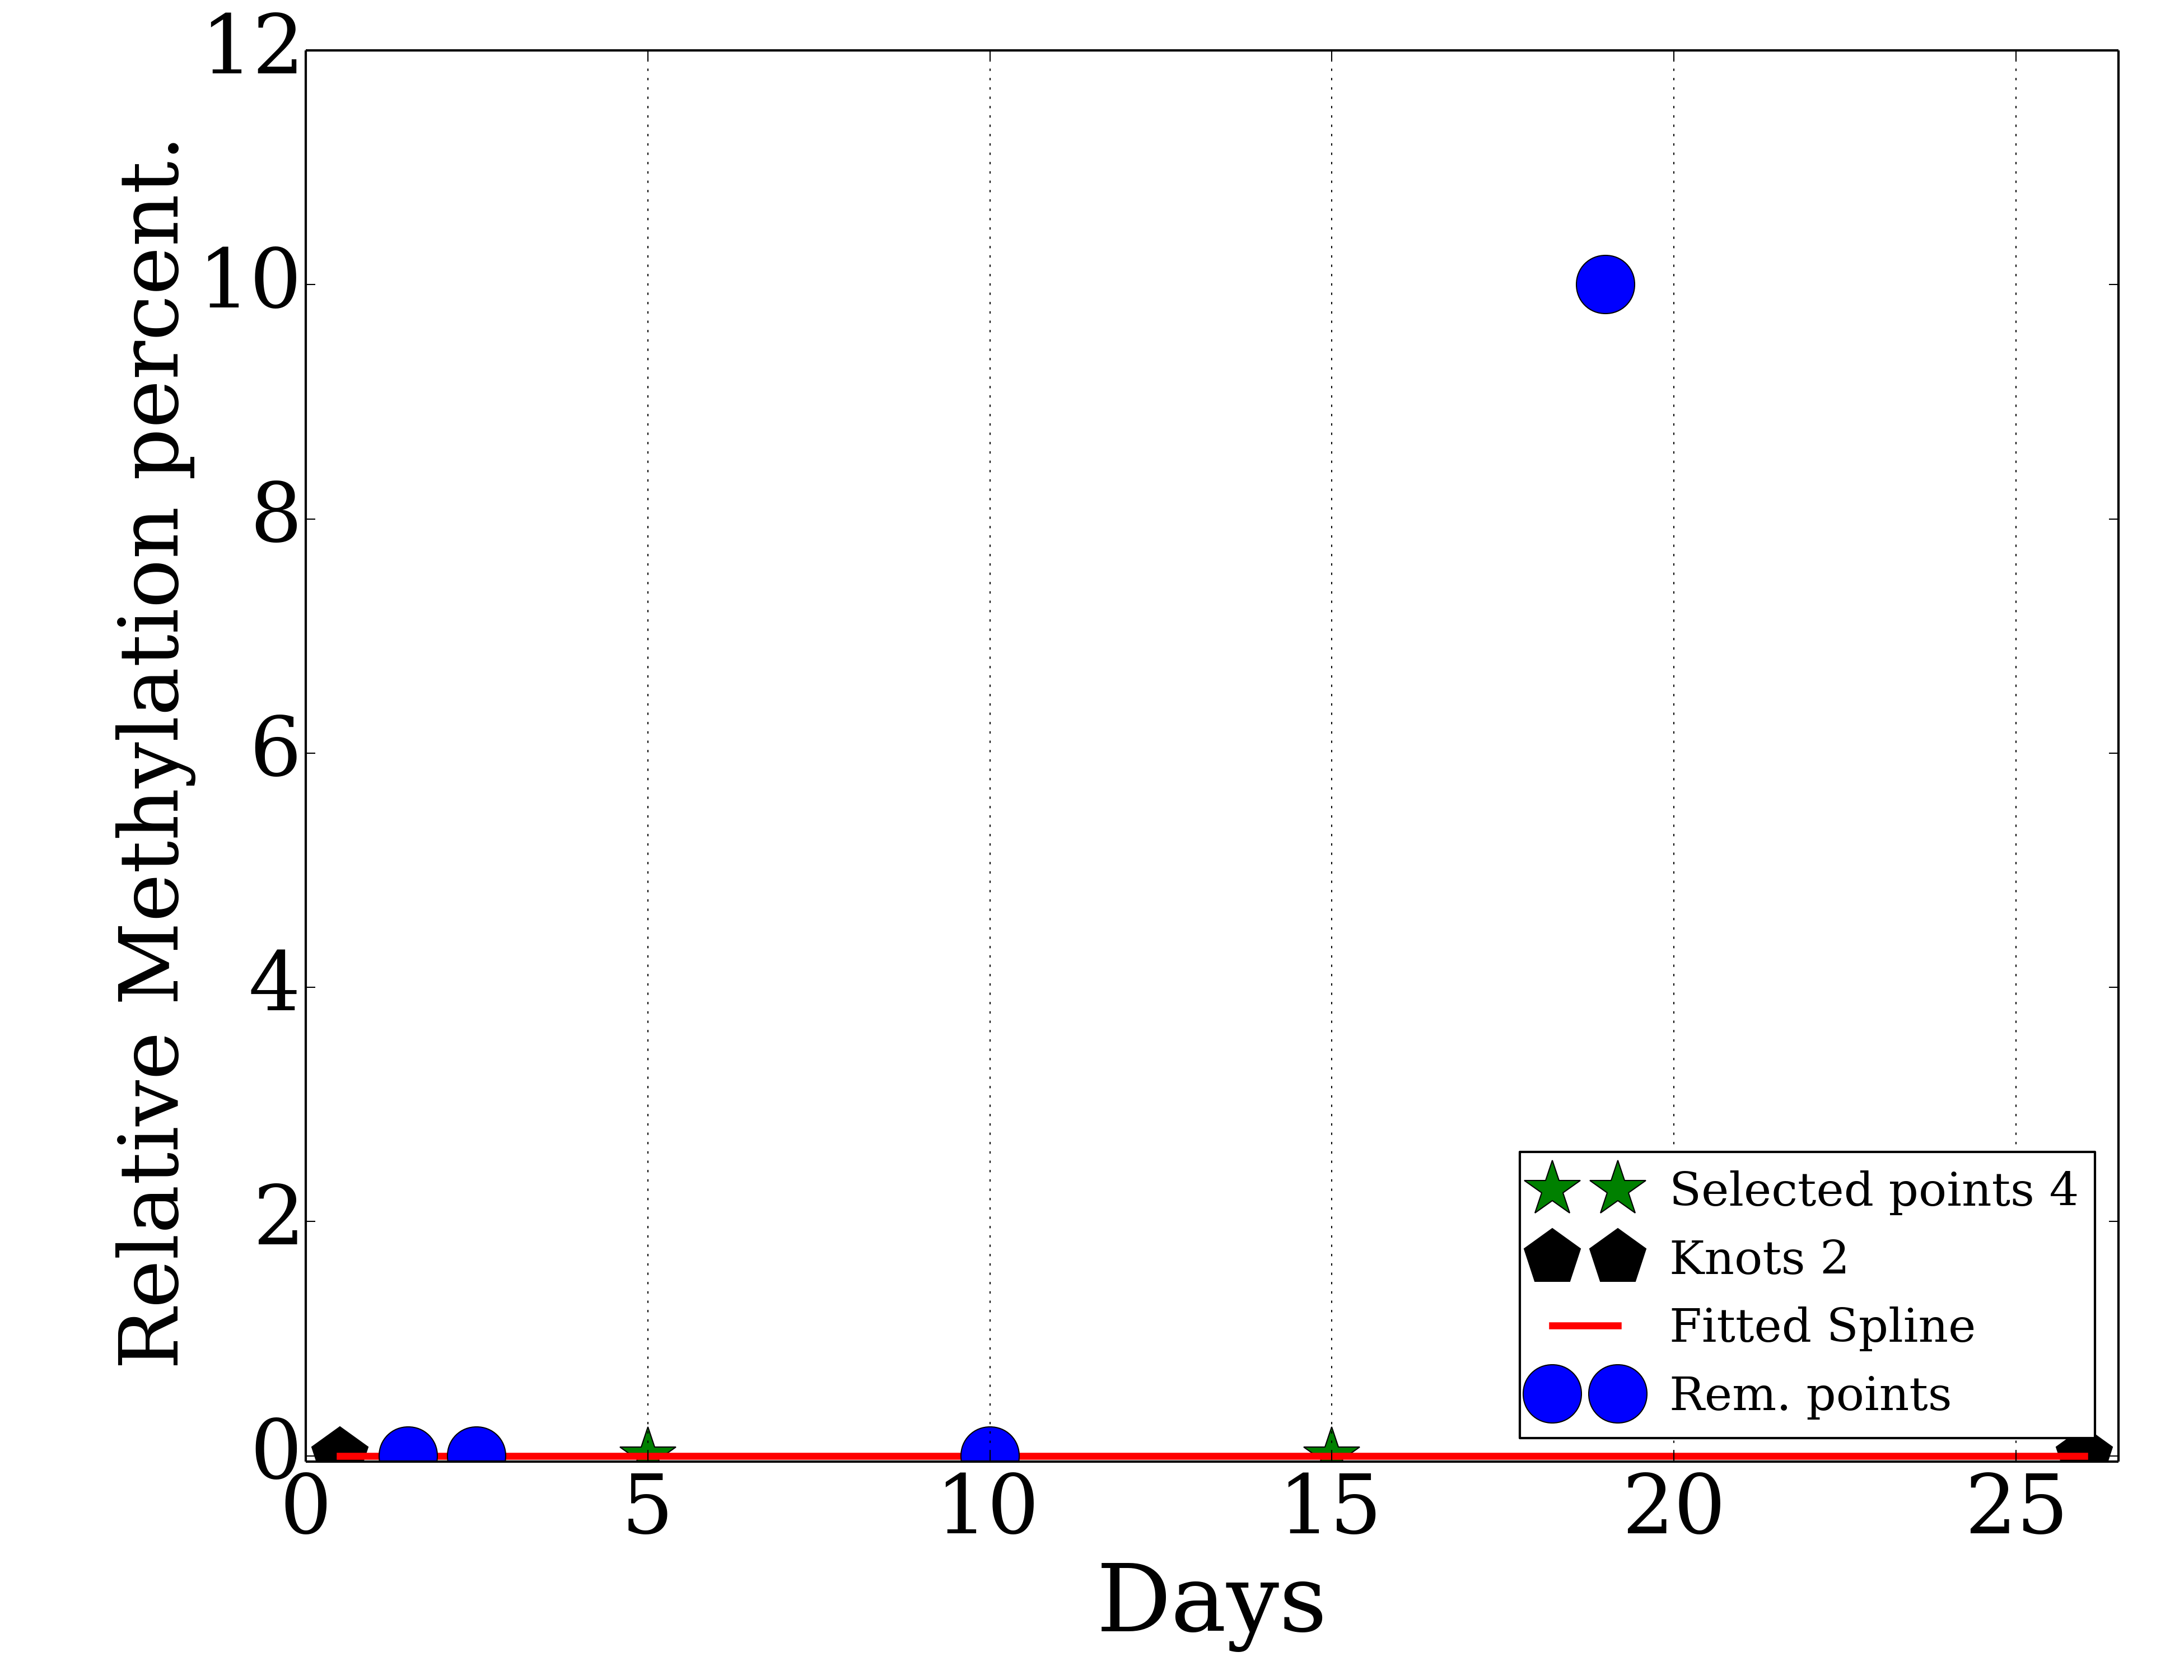 Relative Methylation percent.
12
10
8
6
4
2
0
0 5 10 15 20 25
Days
Selected points 4
Knots 2
Fitted Spline
Rem. points